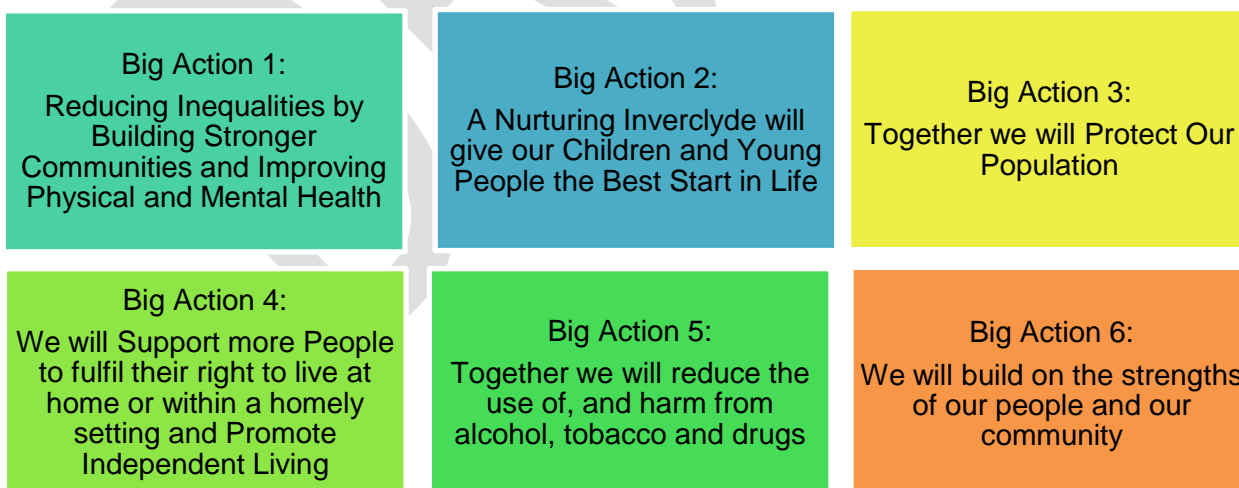 Big Action 1:
Reducing Inequalities by
Building Stronger
Communities and Improving
Physical and Mental Health
Big Action 2:
A Nurturing Inverclyde will
give our Children and Young
People the Best Start in Life
Big Action 3:
Together we will Protect Our
Population
Big Action 4:
We will Support more People
to fulfil their right to live at
home or within a homely
setting and Promote
Independent Living
Big Action 5:
Together we will reduce the
use of, and harm from
alcohol, tobacco and drugs
Big Action 6:
We will build on the strengths
of our people and our
community